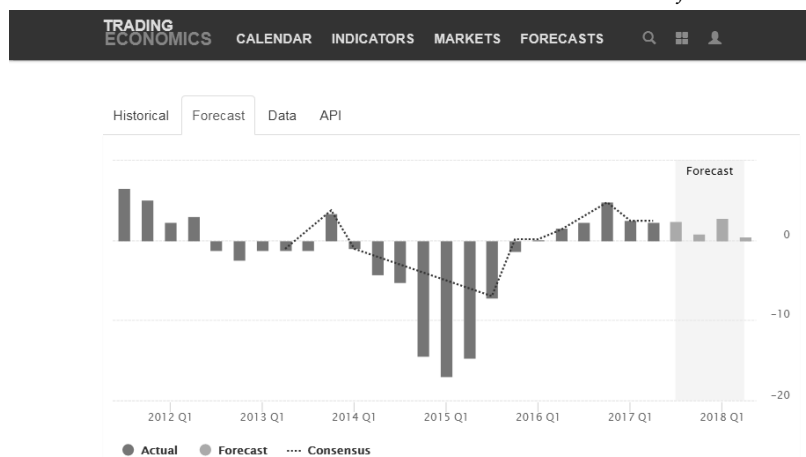 TRADING
ECONOMICS CALENDAR INDICATORS MARKETS FORECASTS
Historical Forecast Data API
Forecast
0
-10
-20
2012 Q1 2013 Q1 2014 Q1 2015 Q1 2016 Q1 2017 Q1 2018 Q1
Actual Forecast Consensus